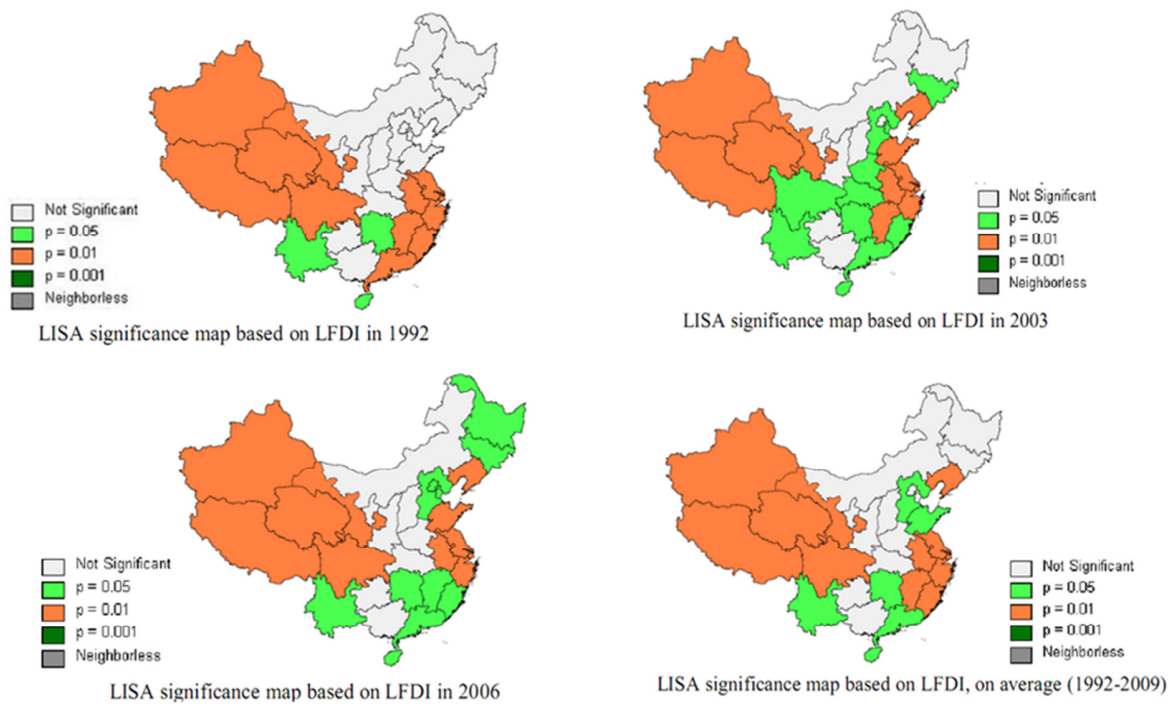 Not Significant
p = 0.05
p = 0.01
p = 0.001
Neighborless
LISA significance map based on LFDI in 1992
Not Significant
p = 0.05
p = 0.01
p = 0.001
Neighborless
LISA significance map based on LFDI in 2003
Not Significant
p = 0.05
p = 0.01
p = 0.001
Neighborless
LISA significance map based on LFDI in 2006
Not Significant
p = 0.05
p = 0.01
p = 0.001
Neighborless
LISA significance map based on LFDI, on average (1992-2009)